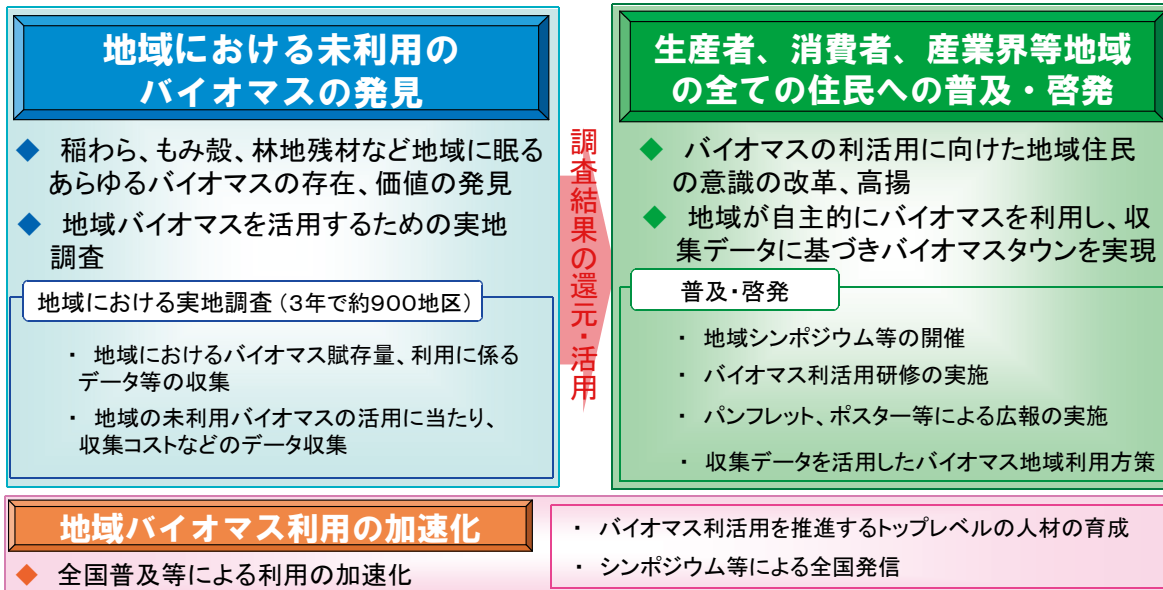 地域における未利用の
バイオマスの発見
◆ 稲わら、もみ殻、林地残材など地域に眠る
あらゆるバイオマスの存在、価値の発見
◆ 地域バイオマスを活用するための実地
調査
地域における実地調査（3年で約900地区）
・ 地域におけるバイオマス賦存量、利用に係る
データ等の収集
・ 地域の未利用バイオマスの活用に当たり、
収集コストなどのデータ収集
調査結果の還元・活用
生産者、消費者、産業界等地域
の全ての住民への普及・啓発
◆ バイオマスの利活用に向けた地域住民
の意識の改革、高揚
◆ 地域が自主的にバイオマスを利用し、収
集データに基づきバイオマスタウンを実現
普及・啓発
・ 地域シンポジウム等の開催
・ バイオマス利活用研修の実施
・ パンフレット、ポスター等による広報の実施
・ 収集データを活用したバイオマス地域利用方策
地域バイオマス利用の加速化
◆ 全国普及等による利用の加速化
・ バイオマス利活用を推進するトップレベルの人材の育成
・ シンポジウム等による全国発信